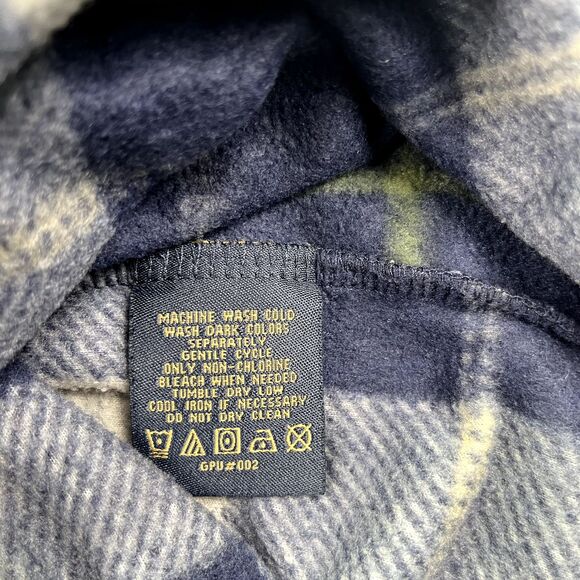 MACHINE WASH COLD
WASH DARK COLORS
SEPARATELY
GENTLE CYCLE
ONLY NON-CHLORINE
BLEACH WHEN NEEDED
TUMBLE DRY LOW
COOL IRON IF NECESSARY
DO NOT DRY CLEAN
GPU#002